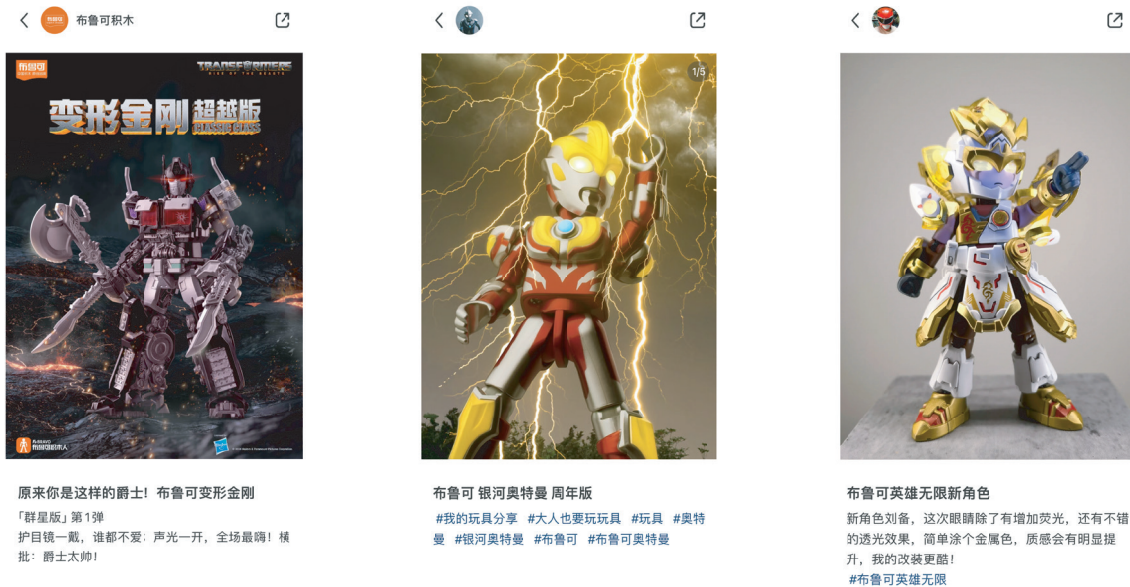 布鲁可积木
布鲁可
TRANSFORMERS
RISE OF THE BEASTS
变形金刚 超越版
CLASSIC CLASS
原来你是这样的爵士！布鲁可变形金刚
「群星版」第1弹
护目镜一戴，谁都不爱：声光一开，全场最嗨！横
批：爵士太帅！
1/5
布鲁可 银河奥特曼 周年版
#我的玩具分享 #大人也要玩玩具 #玩具 #奥特
曼 #银河奥特曼 #布鲁可 #布鲁可奥特曼
布鲁可英雄无限新角色
新角色刘备，这次眼睛除了有增加荧光，还有不错
的透光效果，简单涂个金属色，质感会有明显提
升，我的改装更酷！
#布鲁可英雄无限